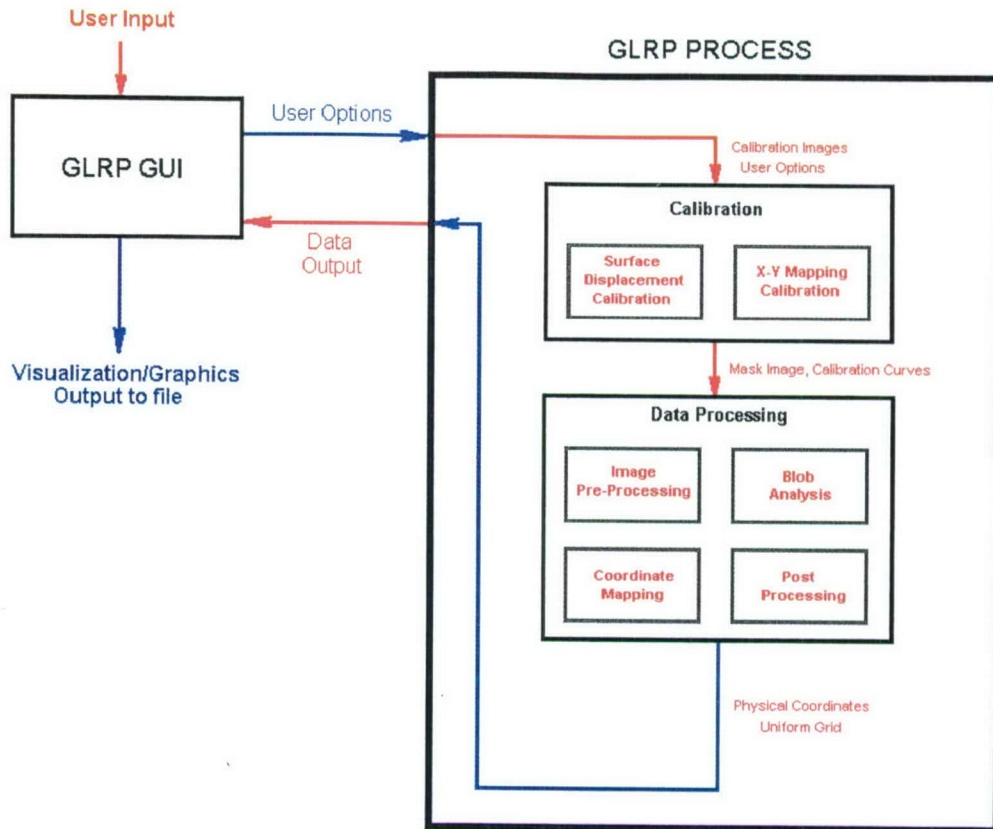 User Input
GLRP PROCESS
User Options
GLRP GUI
Data
Output
Visualization/Graphics
Output to file
Calibration Images
User Options
Calibration
Surface
Displacement
Calibration
X-Y Mapping
Calibration
Mask Image, Calibration Curves
Data Processing
Image
Pre-Processing
Blob
Analysis
Coordinate
Mapping
Post
Processing
Physical Coordinates
Uniform Grid